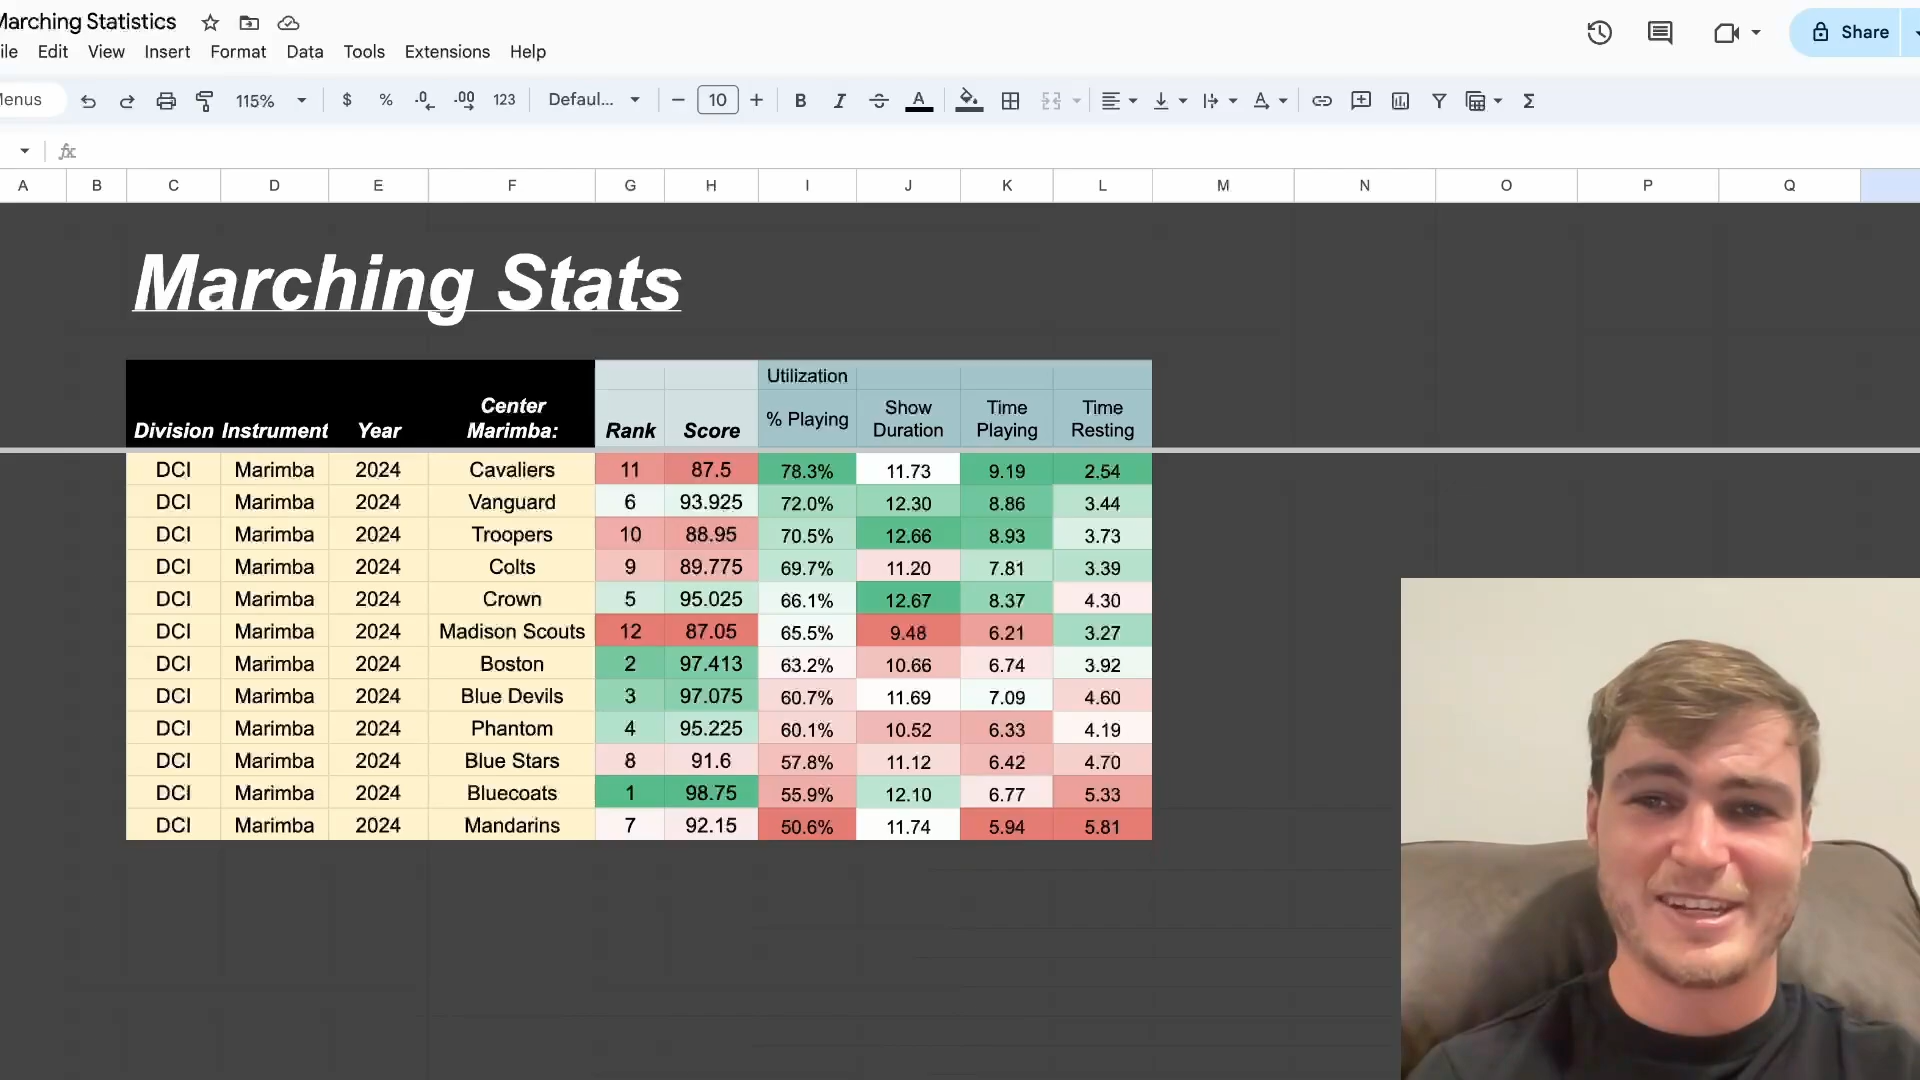 Marching Statistics
ile Edit View Insert Format Data Tools Extensions Help
Share
enus 115% $ % .0 .00 123 Defaul... − 10 + B I A Σ
fx
A B C D E F G H I J K L M N O P Q
Marching Stats
Utilization
Division Instrument Year Center Marimba: Rank Score % Playing Show Duration Time Playing Time Resting
DCI Marimba 2024 Cavaliers 11 87.5 78.3% 11.73 9.19 2.54
DCI Marimba 2024 Vanguard 6 93.925 72.0% 12.30 8.86 3.44
DCI Marimba 2024 Troopers 10 88.95 70.5% 12.66 8.93 3.73
DCI Marimba 2024 Colts 9 89.775 69.7% 11.20 7.81 3.39
DCI Marimba 2024 Crown 5 95.025 66.1% 12.67 8.37 4.30
DCI Marimba 2024 Madison Scouts 12 87.05 65.5% 9.48 6.21 3.27
DCI Marimba 2024 Boston 2 97.413 63.2% 10.66 6.74 3.92
DCI Marimba 2024 Blue Devils 3 97.075 60.7% 11.69 7.09 4.60
DCI Marimba 2024 Phantom 4 95.225 60.1% 10.52 6.33 4.19
DCI Marimba 2024 Blue Stars 8 91.6 57.8% 11.12 6.42 4.70
DCI Marimba 2024 Bluecoats 1 98.75 55.9% 12.10 6.77 5.33
DCI Marimba 2024 Mandarins 7 92.15 50.6% 11.74 5.94 5.81